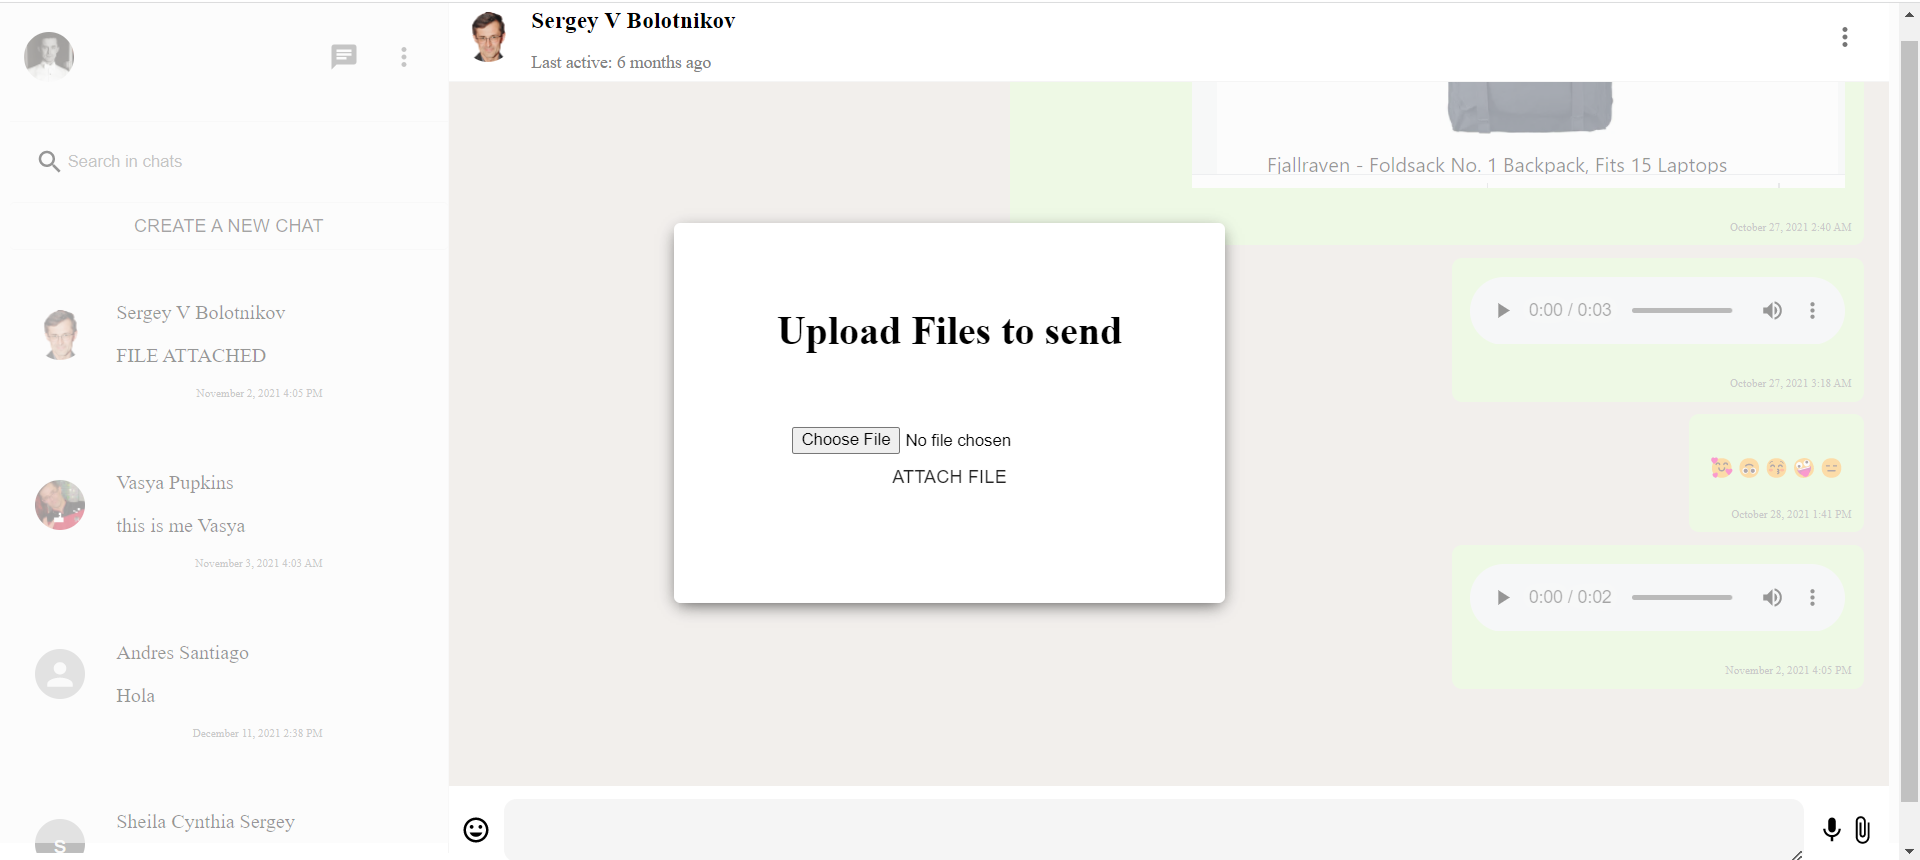 Search in chats
CREATE A NEW CHAT
Sergey V Bolotnikov
FILE ATTACHED
November 2, 2021 4:05 PM
Vasya Pupkins
this is me Vasya
November 3, 2021 4:03 AM
Andres Santiago
Hola
December 11, 2021 2:38 PM
Sheila Cynthia Sergey
S
Sergey V Bolotnikov
Last active: 6 months ago
Fjallraven - Foldsack No. 1 Backpack, Fits 15 Laptops
October 27, 2021 2:40 AM
0:00 / 0:03
October 27, 2021 3:18 AM
October 28, 2021 1:41 PM
0:00 / 0:02
November 2, 2021 4:05 PM
Upload Files to send
Choose File No file chosen
ATTACH FILE